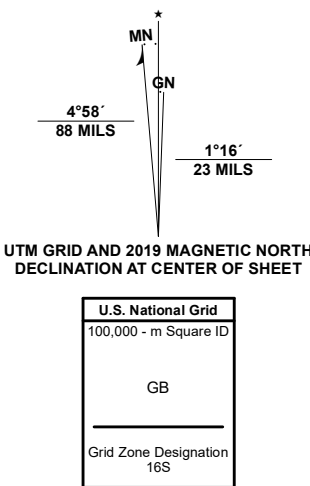 ★
MN
GN
4°58´
88 MILS
1°16´
23 MILS
UTM GRID AND 2019 MAGNETIC NORTH
DECLINATION AT CENTER OF SHEET
U.S. National Grid
100,000 - m Square ID
GB
Grid Zone Designation
16S